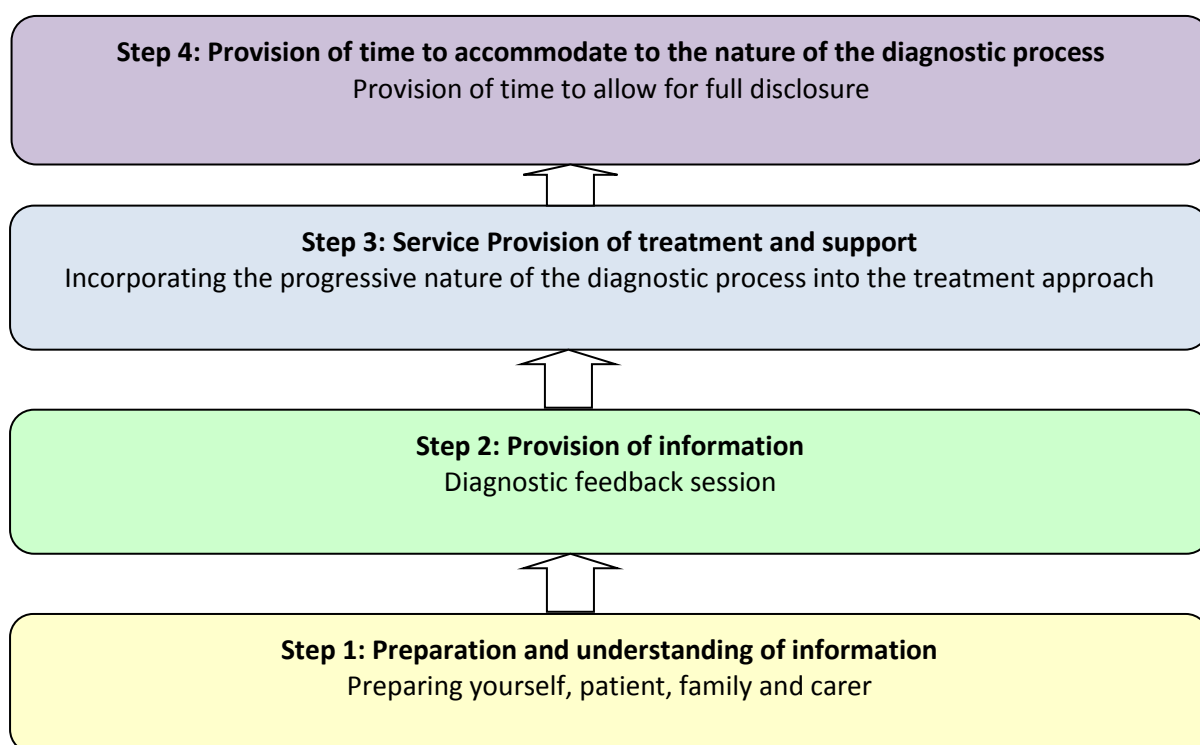 Step 4: Provision of time to accommodate to the nature of the diagnostic process
Provision of time to allow for full disclosure
Step 3: Service Provision of treatment and support
Incorporating the progressive nature of the diagnostic process into the treatment approach
Step 2: Provision of information
Diagnostic feedback session
Step 1: Preparation and understanding of information
Preparing yourself, patient, family and carer